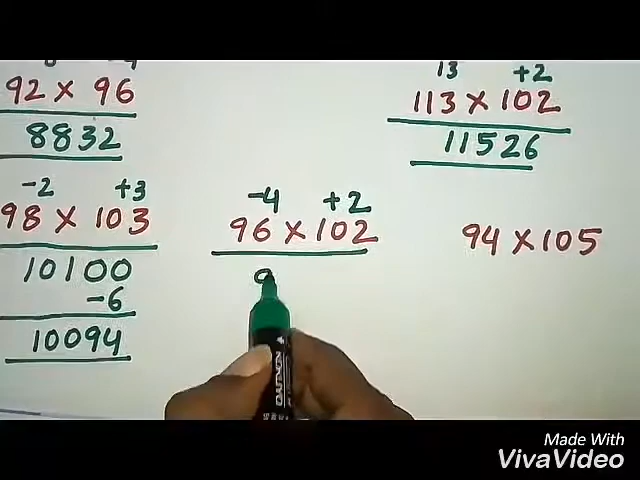 92 × 96
8832
-2 +3
98 × 103
10100
-6
10094
-4 +2
96 × 102
9
13 +2
113 × 102
11526
94 × 105
Made With
VivaVideo